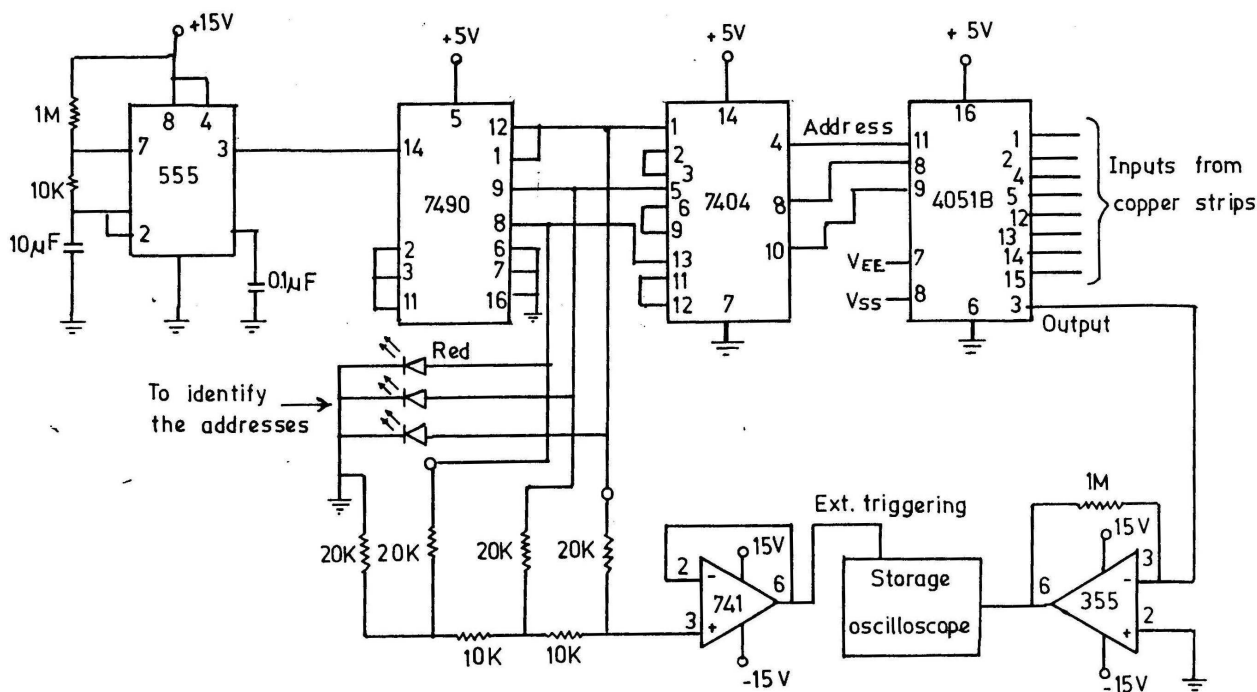 +15V
+5V
+5V
+5V
1M
8 4
5
14
16
7
3
555
10K
2
10µF
0.1µF
14
12
1
9
8
7490
2
3
11
6
7
16
1
2
3
5
6
9
13
11
12
7404
4
8
10
7
Address
11
8
9
4051B
VEE
7
VSS
8
6
1
2
4
5
12
13
14
15
3
Inputs from
copper strips
Output
Red
To identify
the addresses
20K
20K
20K
20K
10K
10K
2
-
3
+
741
6
15V
-15V
Ext. triggering
Storage
oscilloscope
1M
15V
6
355
3
-
2
+
-15V